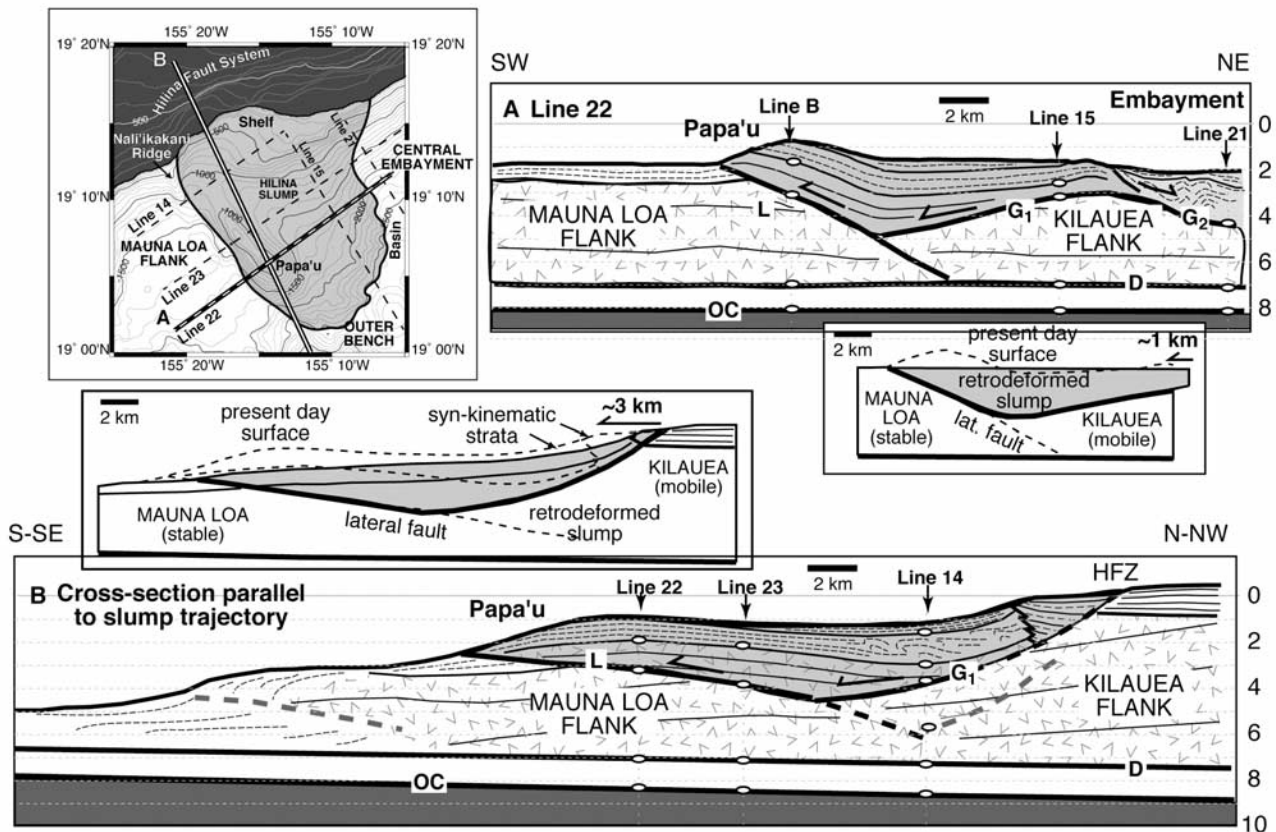 155° 20'W
155° 10'W
19° 20'N
19° 20'N
B
Hilina Fault System
500
Shelf
500
Line 21
Nali'ikakani
Ridge
Line 15
CENTRAL
EMBAYMENT
1000
19° 10'N
19° 10'N
HILINA
SLUMP
Line 14
1000
MAUNA LOA
FLANK
Basin
1500
Papa'u
Line 23
1500
A
Line 22
OUTER
BENCH
19° 00'N
19° 00'N
155° 20'W
155° 10'W
SW
NE
A Line 22
Line B
2 km
Embayment
Papa'u
Line 15
Line 21
0
2
4
6
8
MAUNA LOA
FLANK
L
G1
KILAUEA
FLANK
G2
D
OC
2 km
present day
surface
~1 km
retrodeformed
slump
MAUNA
LOA
(stable)
lat. fault
KILAUEA
(mobile)
2 km
present day
surface
syn-kinematic
strata
~3 km
KILAUEA
(mobile)
MAUNA LOA
(stable)
lateral fault
retrodeformed
slump
S-SE
N-NW
B Cross-section parallel
to slump trajectory
Papa'u
Line 22
Line 23
2 km
Line 14
HFZ
0
2
4
6
8
10
L
G1
MAUNA LOA
FLANK
KILAUEA
FLANK
D
OC